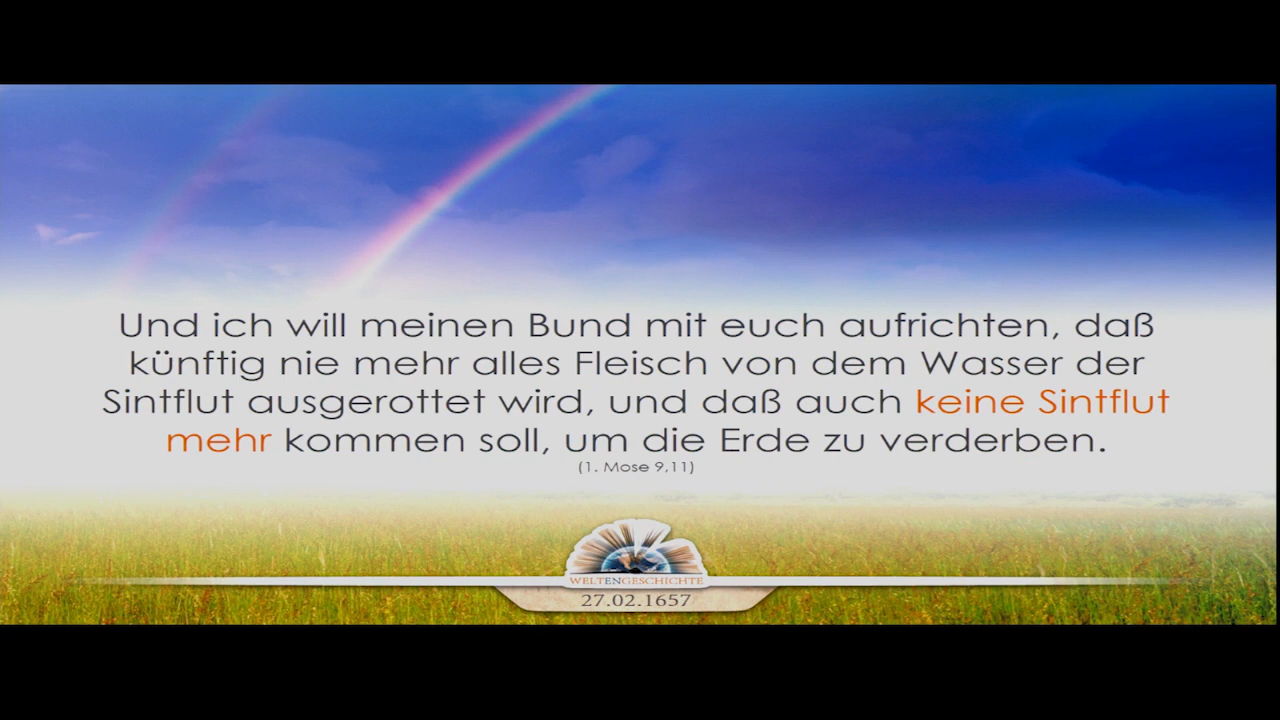 Und ich will meinen Bund mit euch aufrichten, daß
künftig nie mehr alles Fleisch von dem Wasser der
Sintflut ausgerottet wird, und daß auch keine Sintflut
mehr kommen soll, um die Erde zu verderben.
(1. Mose 9,11)
WELTENGESCHICHTE
27.02.1657